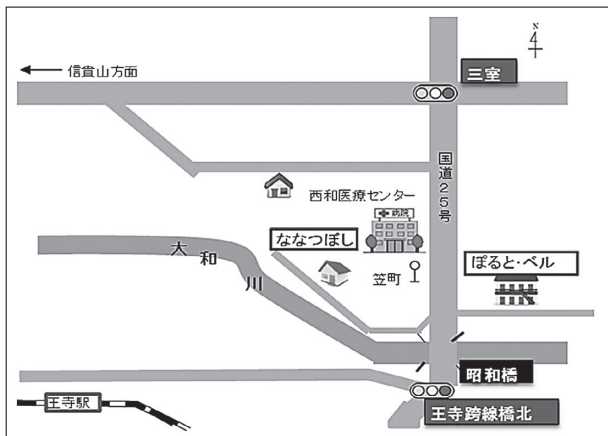 N
三室
信貴山方面
国道25号
西和医療センター
病院
ななつぼし
笠町
ぽると・ベル
大和川
昭和橋
王寺駅
王寺跨線橋北